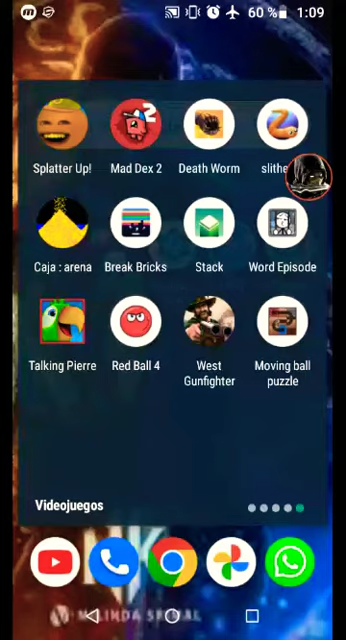 60 % 1:09
Splatter Up! Mad Dex 2 Death Worm slithe
Caja : arena Break Bricks Stack Word Episode
Talking Pierre Red Ball 4 West Gunfighter Moving ball puzzle
Videojuegos